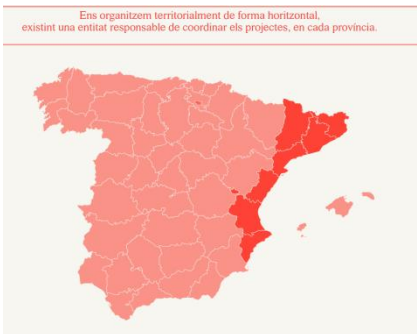 Ens organitzem territorialment de forma horitzontal,
existint una entitat responsable de coordinar els projectes, en cada província.